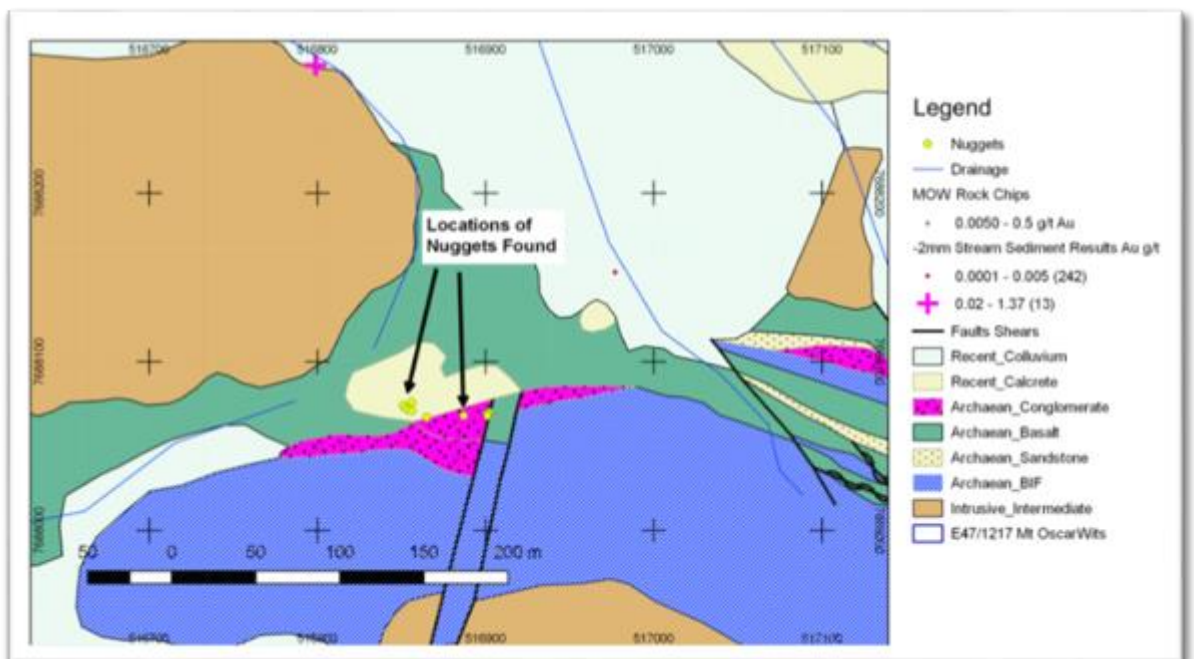 516700 516800 516900 517000 517100
7668200
7668200
Locations of
Nuggets Found
7668100
7668000
50 0 50 100 150 200 m
516700 516800 516900 517000 517100
Legend
Nuggets
Drainage
MOW Rock Chips
0.0050 - 0.5 g/t Au
-2mm Stream Sediment Results Au g/t
0.0001 - 0.005 (242)
0.02 - 1.37 (13)
Faults Shears
Recent_Colluvium
Recent_Calcrete
Archaean_Conglomerate
Archaean_Basalt
Archaean_Sandstone
Archaean_BIF
Intrusive_Intermediate
E47/1217 Mt OscarWits